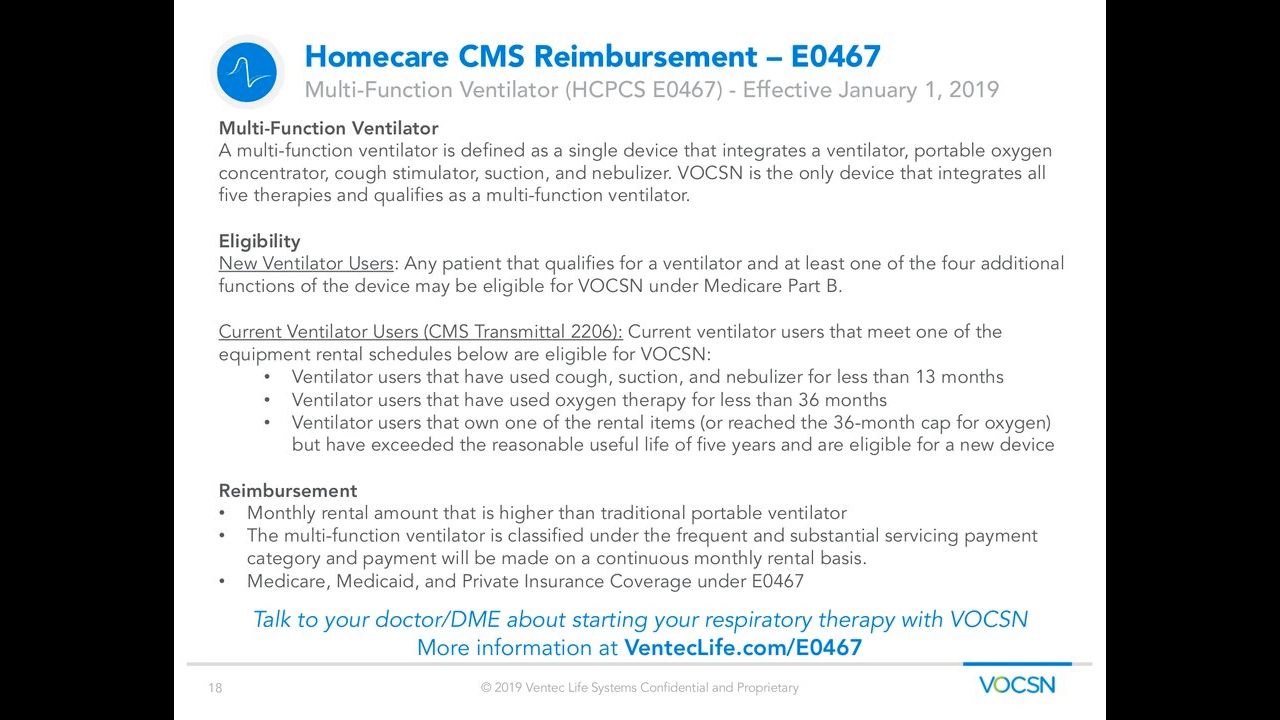 Homecare CMS Reimbursement – E0467
Multi-Function Ventilator (HCPCS E0467) - Effective January 1, 2019
Multi-Function Ventilator
A multi-function ventilator is defined as a single device that integrates a ventilator, portable oxygen
concentrator, cough stimulator, suction, and nebulizer. VOCSN is the only device that integrates all
five therapies and qualifies as a multi-function ventilator.
Eligibility
New Ventilator Users: Any patient that qualifies for a ventilator and at least one of the four additional
functions of the device may be eligible for VOCSN under Medicare Part B.
Current Ventilator Users (CMS Transmittal 2206): Current ventilator users that meet one of the
equipment rental schedules below are eligible for VOCSN:
• Ventilator users that have used cough, suction, and nebulizer for less than 13 months
• Ventilator users that have used oxygen therapy for less than 36 months
• Ventilator users that own one of the rental items (or reached the 36-month cap for oxygen)
but have exceeded the reasonable useful life of five years and are eligible for a new device
Reimbursement
• Monthly rental amount that is higher than traditional portable ventilator
• The multi-function ventilator is classified under the frequent and substantial servicing payment
category and payment will be made on a continuous monthly rental basis.
• Medicare, Medicaid, and Private Insurance Coverage under E0467
Talk to your doctor/DME about starting your respiratory therapy with VOCSN
More information at VentecLife.com/E0467
18
© 2019 Ventec Life Systems Confidential and Proprietary
VOCSN